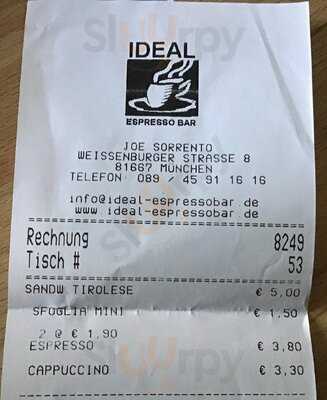 IDEAL
ESPRESSO BAR
JOE SORRENTO
WEISSENBURGER STRASSE 8
81667 MÜNCHEN
TELEFON 089 / 45 91 16 16
info@ideal-espressobar.de
www ideal-espressobar.de
Rechnung 8249
Tisch # 53
SANDW TIROLESE € 5,00
SFOGLIA MINI € 1,50
2 @ € 1,90
ESPRESSO € 3,80
CAPPUCCINO € 3,30
Sluurpy